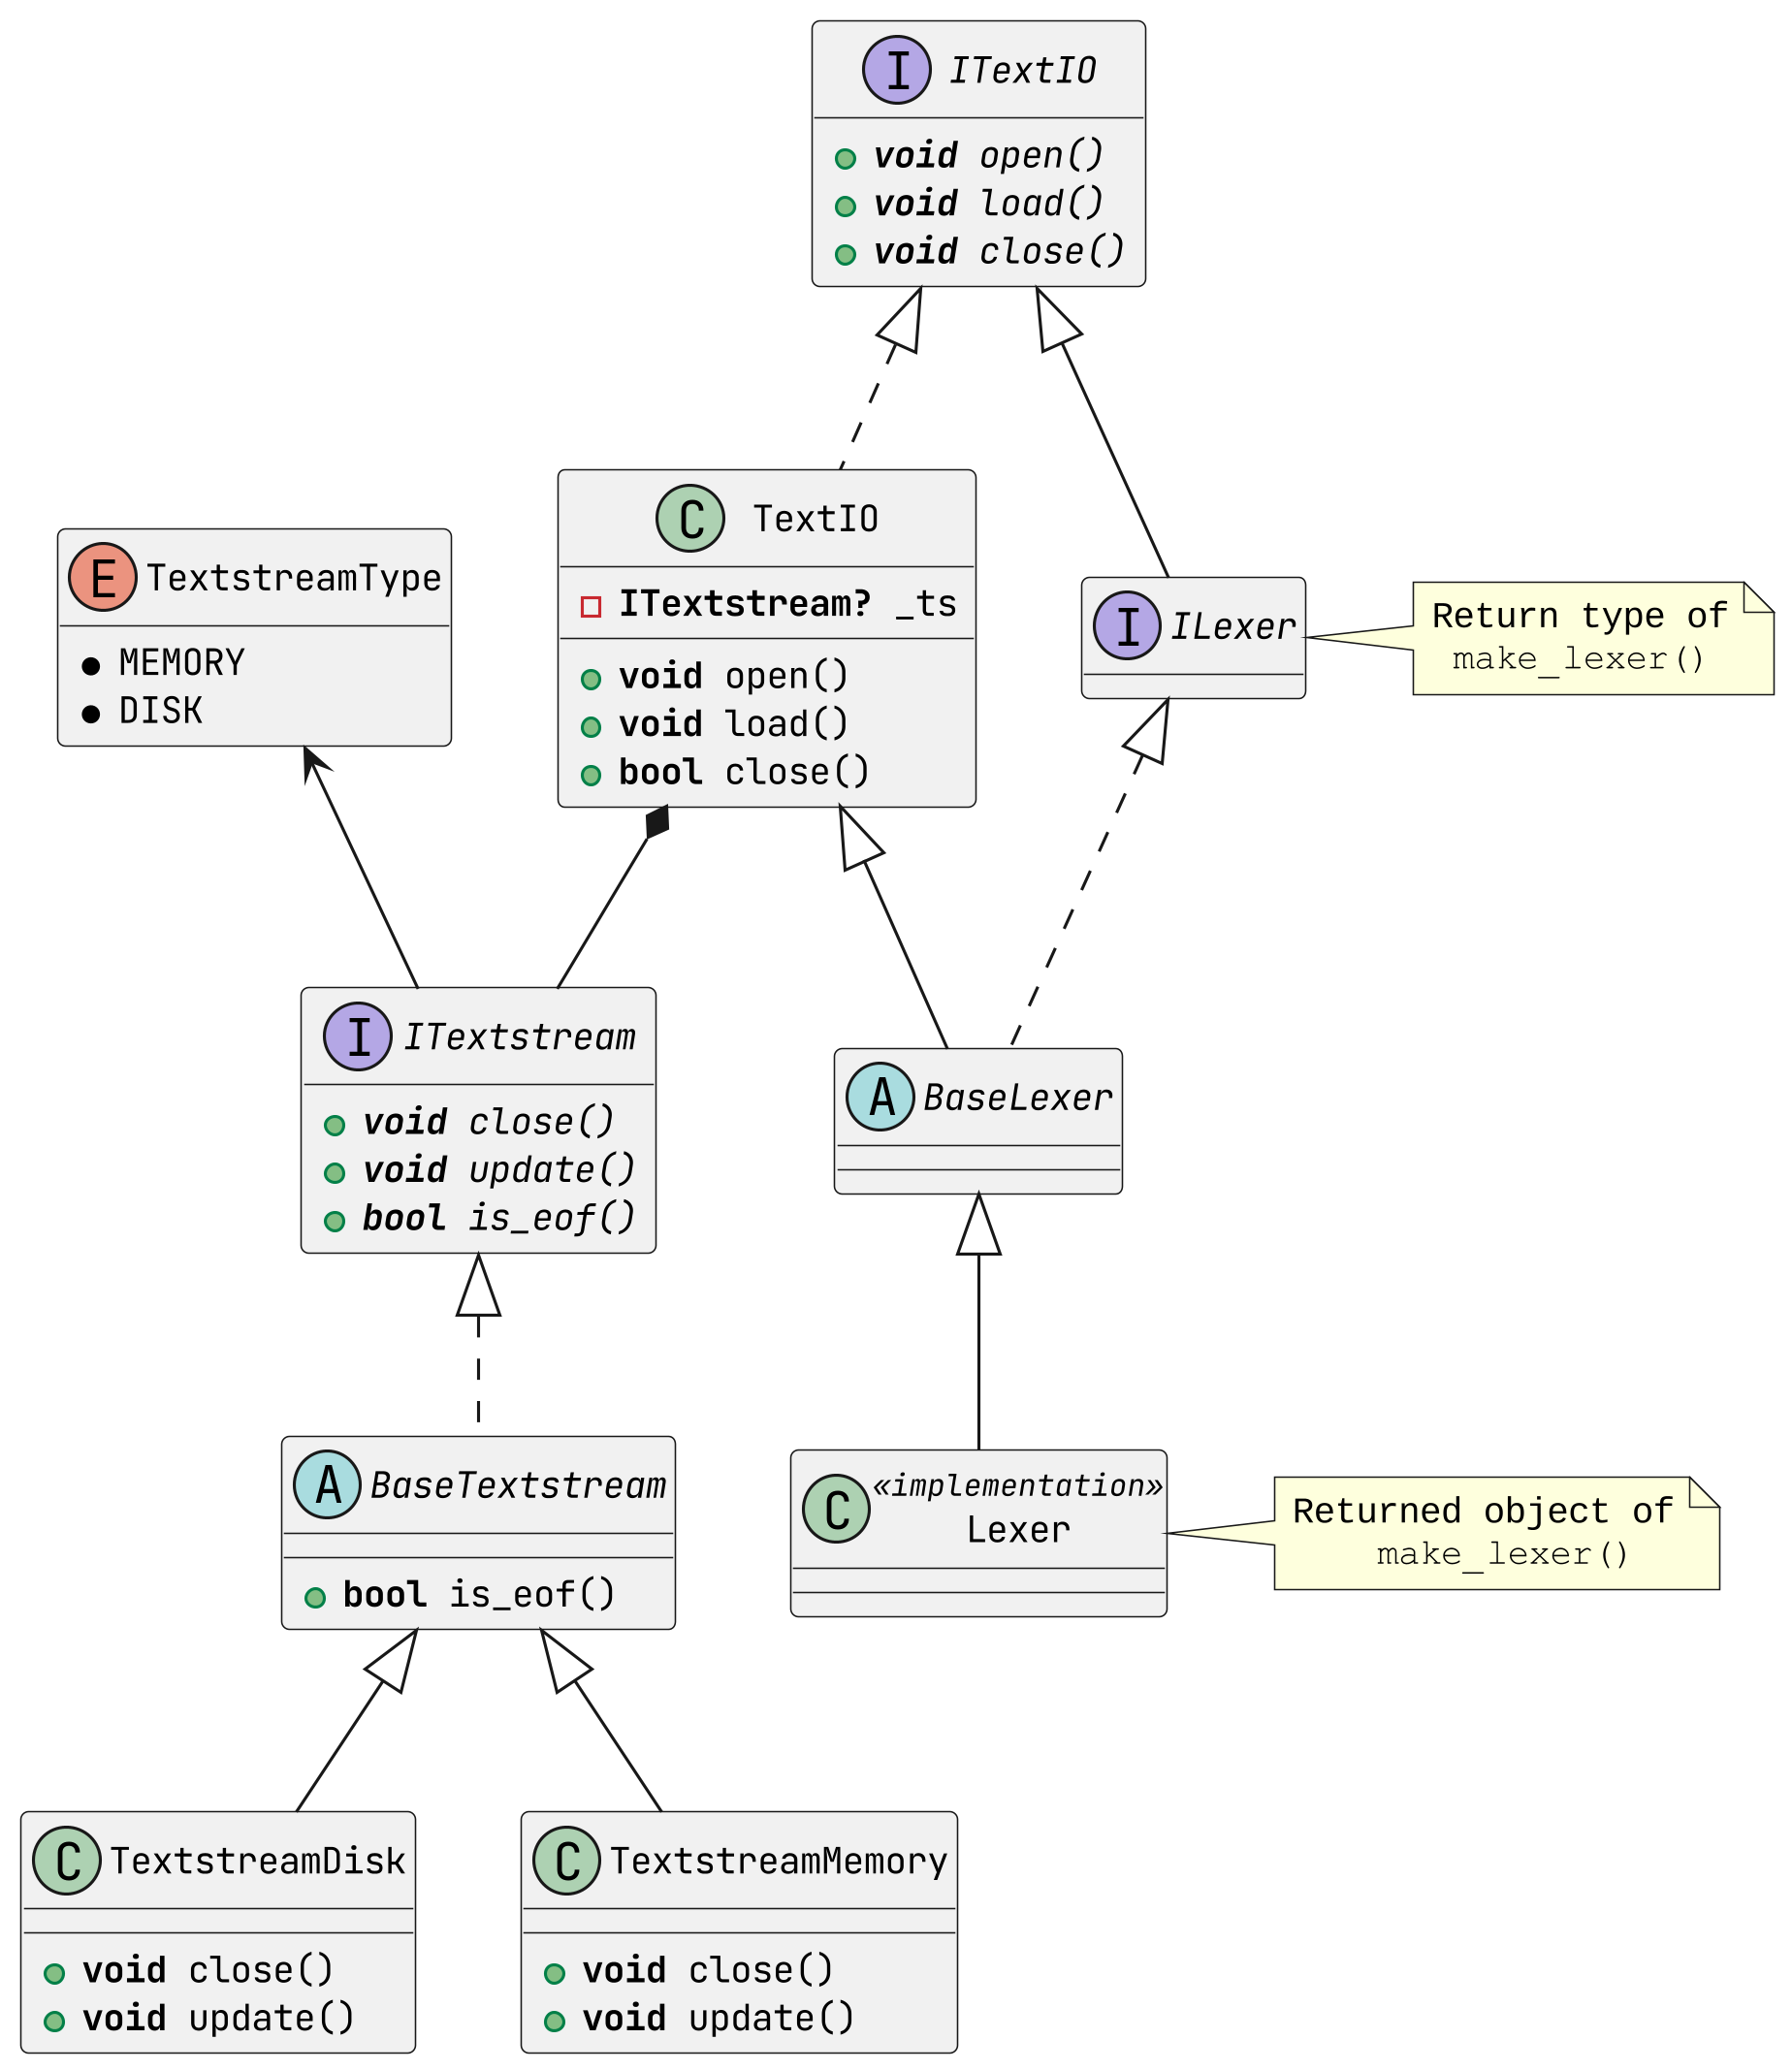 I ITextIO
void open()
void load()
void close()
C TextIO
ITextstream? _ts
void open()
void load()
bool close()
E TextstreamType
MEMORY
DISK
I ILexer
Return type of
make_lexer()
I ITextstream
void close()
void update()
bool is_eof()
A BaseLexer
A BaseTextstream
bool is_eof()
C «implementation»
Lexer
Returned object of
make_lexer()
C TextstreamDisk
void close()
void update()
C TextstreamMemory
void close()
void update()